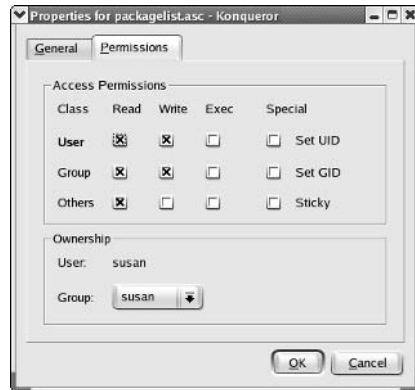 Properties for packagelist.asc - Konqueror
General Permissions
Access Permissions
Class Read Write Exec Special
User Set UID
Group Set GID
Others Sticky
Ownership
User: susan
Group: susan
OK Cancel